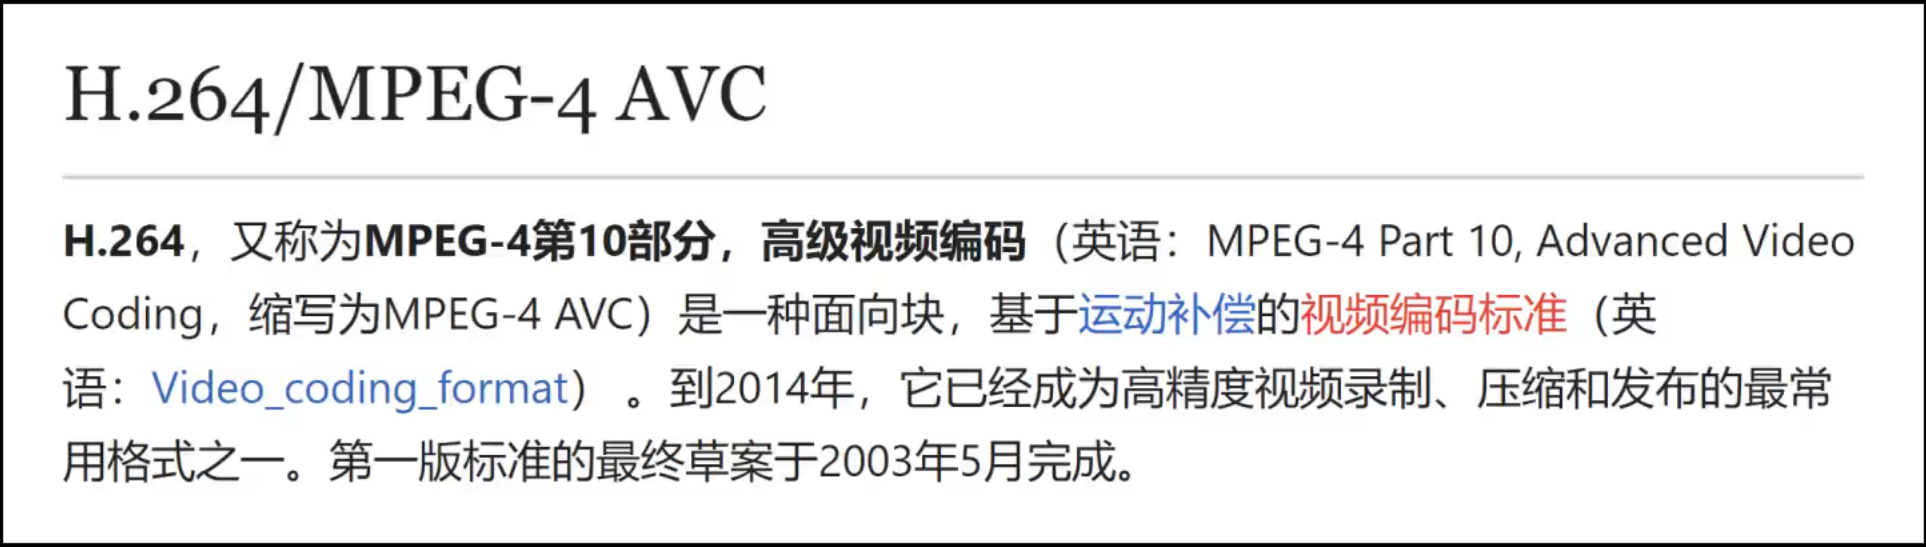 H.264/MPEG-4 AVC
H.264，又称为MPEG-4第10部分，高级视频编码（英语：MPEG-4 Part 10, Advanced Video
Coding，缩写为MPEG-4 AVC）是一种面向块，基于运动补偿的视频编码标准（英
语：Video_coding_format） 。到2014年，它已经成为高精度视频录制、压缩和发布的最常
用格式之一。第一版标准的最终草案于2003年5月完成。